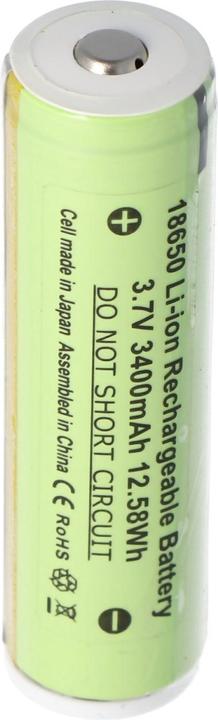 18650 Li-ion Rechargeable Battery
3.7V 3400mAh 12.58Wh
DO NOT SHORT CIRCUIT
Cell made in Japan Assembled in China CE RoHS